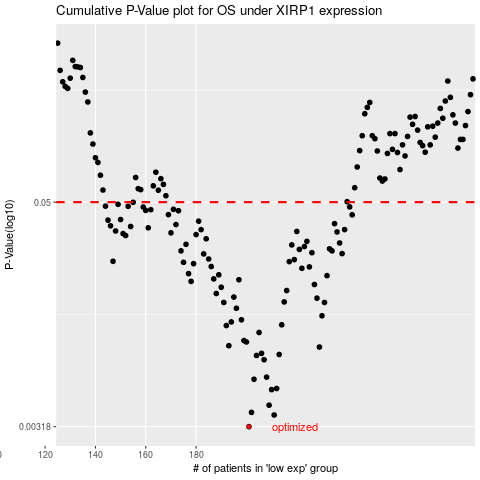 Cumulative P-Value plot for OS under XIRP1 expression
P-Value(log10)
0.05
0.00318
optimized
0 120 140 160 180
# of patients in 'low exp' group